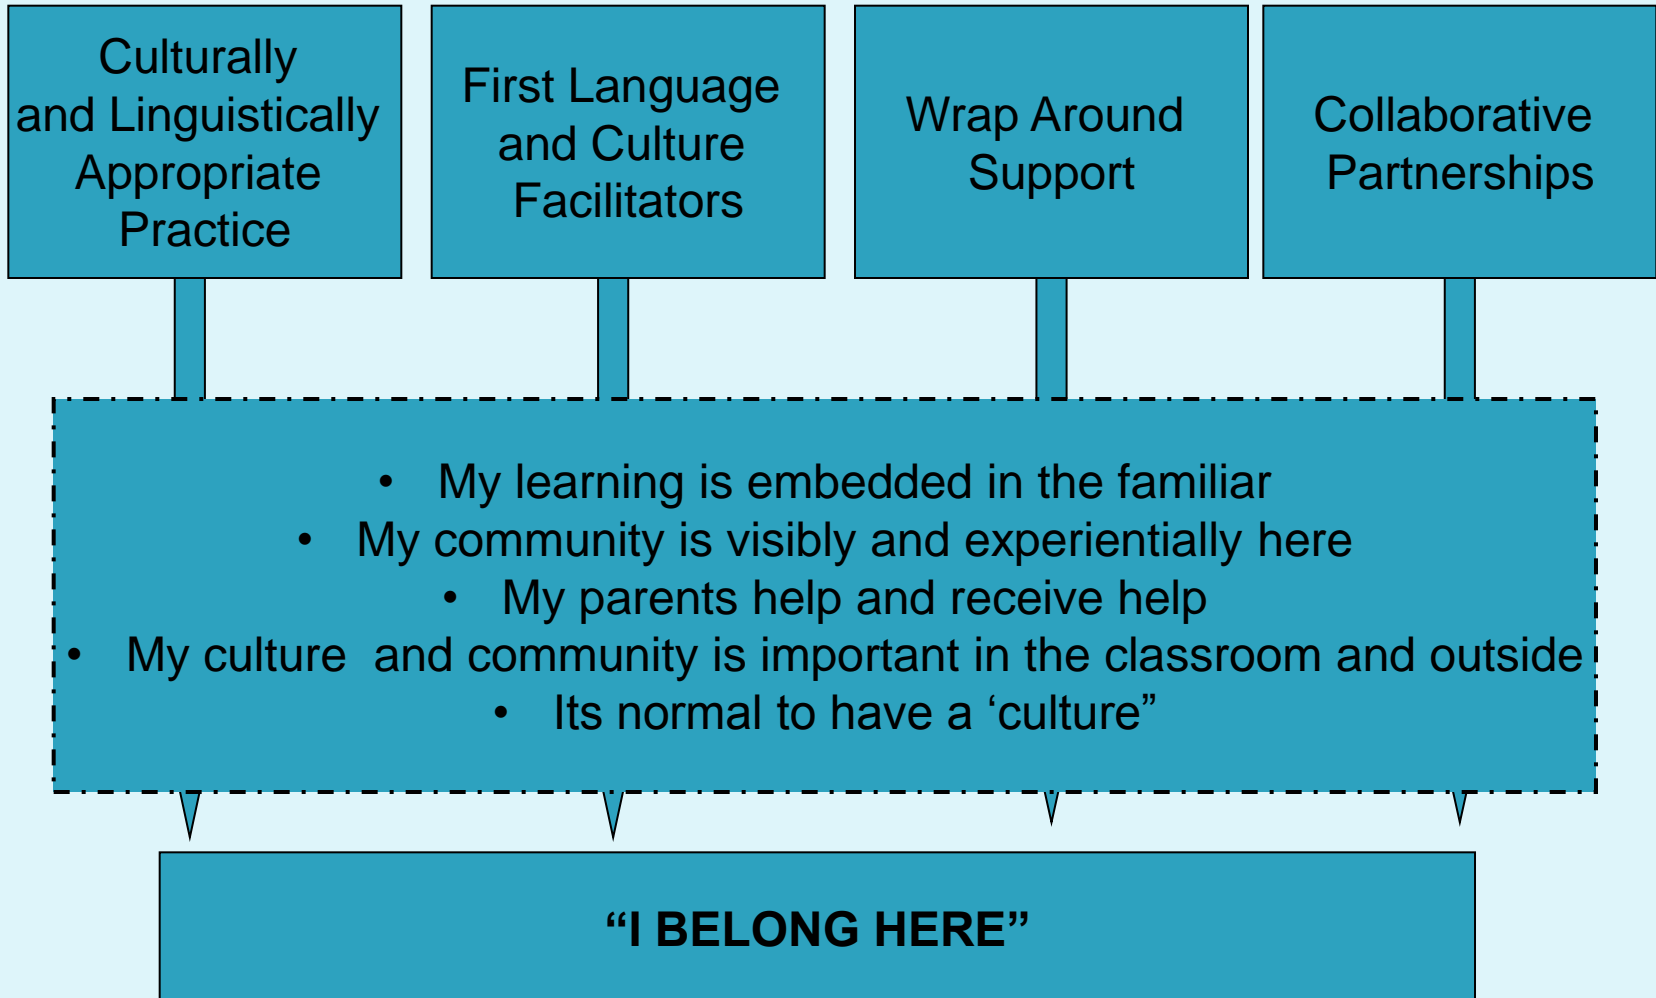 Culturally
and Linguistically
Appropriate
Practice
First Language
and Culture
Facilitators
Wrap Around
Support
Collaborative
Partnerships
• My learning is embedded in the familiar
• My community is visibly and experientially here
• My parents help and receive help
• My culture  and community is important in the classroom and outside
• Its normal to have a ‘culture”
“I BELONG HERE”